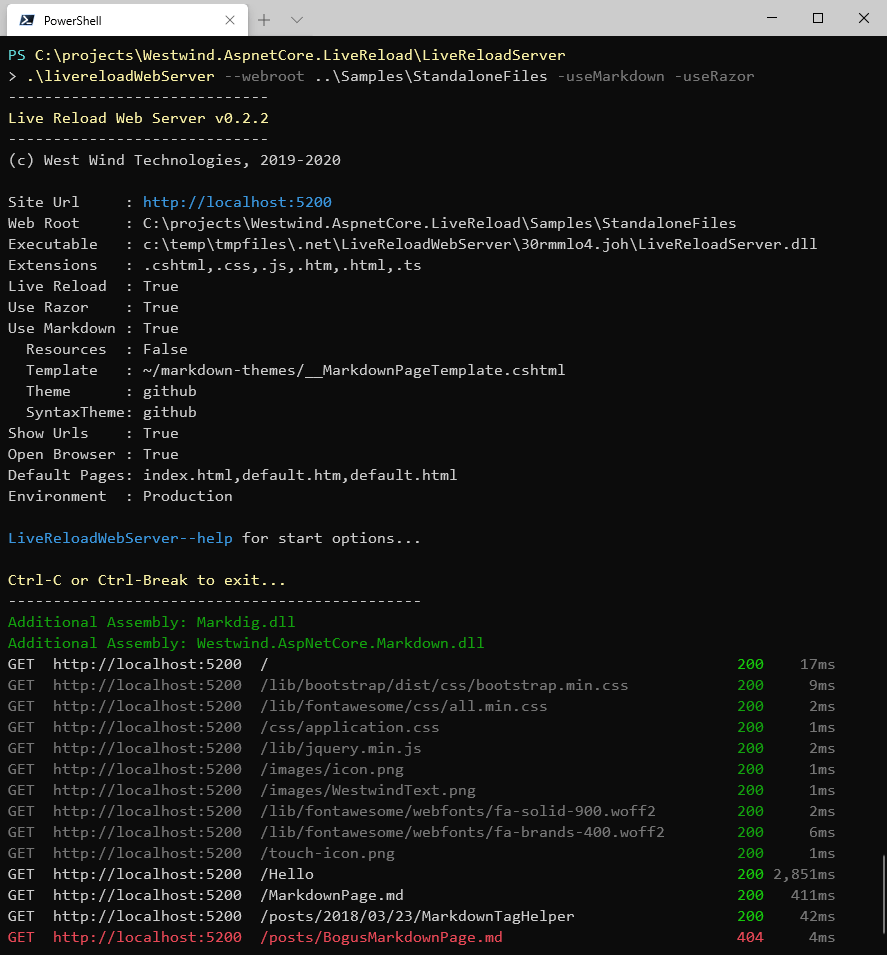 PowerShell
PS C:\projects\Westwind.AspnetCore.LiveReload\LiveReloadServer
> .\livereloadWebServer --webroot ..\Samples\StandaloneFiles -useMarkdown -useRazor
-----------------------------
Live Reload Web Server v0.2.2
-----------------------------
(c) West Wind Technologies, 2019-2020
Site Url     : http://localhost:5200
Web Root     : C:\projects\Westwind.AspnetCore.LiveReload\Samples\StandaloneFiles
Executable   : c:\temp\tmpfiles\.net\LiveReloadWebServer\30rmmlo4.joh\LiveReloadServer.dll
Extensions   : .cshtml,.css,.js,.htm,.html,.ts
Live Reload  : True
Use Razor    : True
Use Markdown : True
  Resources  : False
  Template   : ~/markdown-themes/__MarkdownPageTemplate.cshtml
  Theme      : github
  SyntaxTheme: github
Show Urls    : True
Open Browser : True
Default Pages: index.html,default.htm,default.html
Environment  : Production
LiveReloadWebServer--help for start options...
Ctrl-C or Ctrl-Break to exit...
----------------------------------------------
Additional Assembly: Markdig.dll
Additional Assembly: Westwind.AspNetCore.Markdown.dll
GET  http://localhost:5200  /  200  17ms
GET  http://localhost:5200  /lib/bootstrap/dist/css/bootstrap.min.css  200  9ms
GET  http://localhost:5200  /lib/fontawesome/css/all.min.css  200  2ms
GET  http://localhost:5200  /css/application.css  200  1ms
GET  http://localhost:5200  /lib/jquery.min.js  200  2ms
GET  http://localhost:5200  /images/icon.png  200  1ms
GET  http://localhost:5200  /images/WestwindText.png  200  1ms
GET  http://localhost:5200  /lib/fontawesome/webfonts/fa-solid-900.woff2  200  2ms
GET  http://localhost:5200  /lib/fontawesome/webfonts/fa-brands-400.woff2  200  6ms
GET  http://localhost:5200  /touch-icon.png  200  1ms
GET  http://localhost:5200  /Hello  200 2,851ms
GET  http://localhost:5200  /MarkdownPage.md  200  411ms
GET  http://localhost:5200  /posts/2018/03/23/MarkdownTagHelper  200  42ms
GET  http://localhost:5200  /posts/BogusMarkdownPage.md  404  4ms